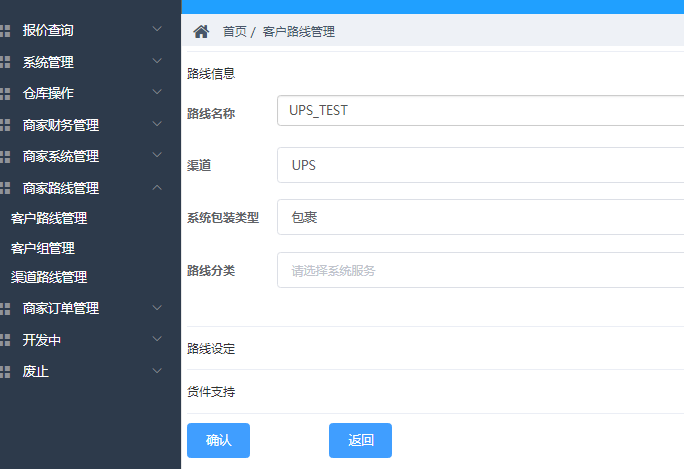 报价查询
系统管理
仓库操作
商家财务管理
商家系统管理
商家路线管理
客户路线管理
客户组管理
渠道路线管理
商家订单管理
开发中
废止
首页 / 客户路线管理
路线信息
路线名称 UPS_TEST
渠道 UPS
系统包装类型 包裹
路线分类 请选择系统服务
路线设定
货件支持
确认 返回